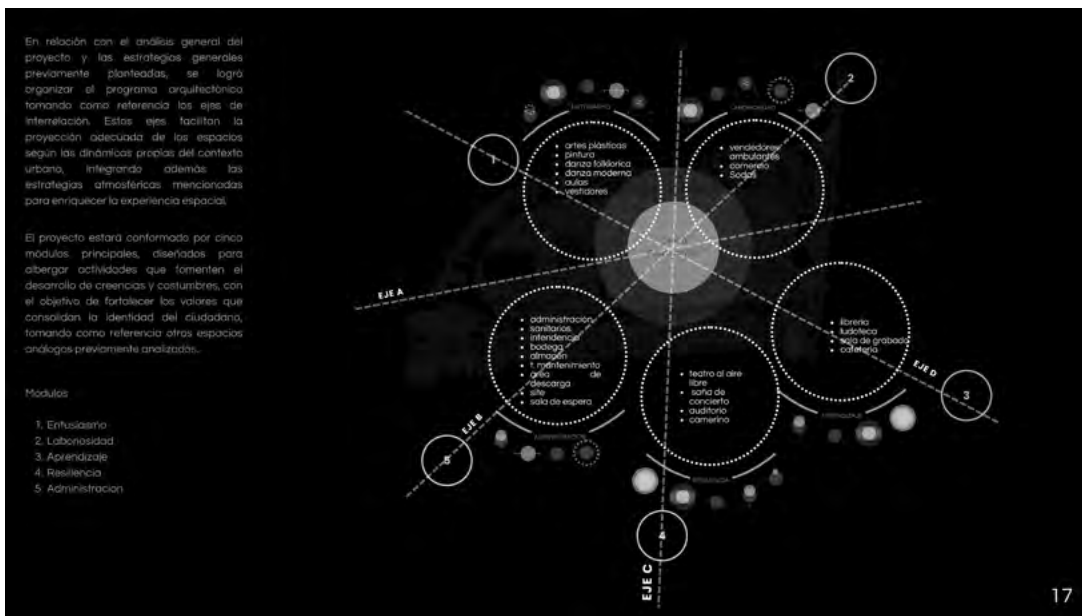 En relación con el análisis general del
proyecto y las estrategias generales
previamente planteadas, se logró
organizar el programa arquitectónico
tomando como referencia los ejes de
interrelación. Estos ejes facilitan la
proyección adecuada de los espacios
según las dinámicas propias del contexto
urbano, integrando además las
estrategias atmosféricas mencionadas
para enriquecer la experiencia espacial.
El proyecto estará conformado por cinco
módulos principales, diseñados para
albergar actividades que fomenten el
desarrollo de creencias y costumbres, con
el objetivo de fortalecer los valores que
consolidan la identidad del ciudadano,
tomando como referencia otros espacios
análogos previamente analizados.
Modulos
1. Entusiasmo
2. Laboriosidad
3. Aprendizaje
4. Resiliencia
5. Administracion
1
• artes plásticas
• pintura
• danza folklorica
• danza moderna
• aulas
• vestidores
2
• vendedores
ambulantes
• comercio
• Sodas
EJE A
• administración
• sanitarios
• intendencia
• bodega
• almacén
• t. mantenimiento
• área de
descarga
• site
• sala de espera
EJE B
5
• teatro al aire
libre
• saña de
concierto
• auditorio
• camerino
RESILIENCIA
4
EJE C
• libreria
• ludoteca
• sala de grabado
• cafeteria
EJE D
APRENDIZAJE
3
17